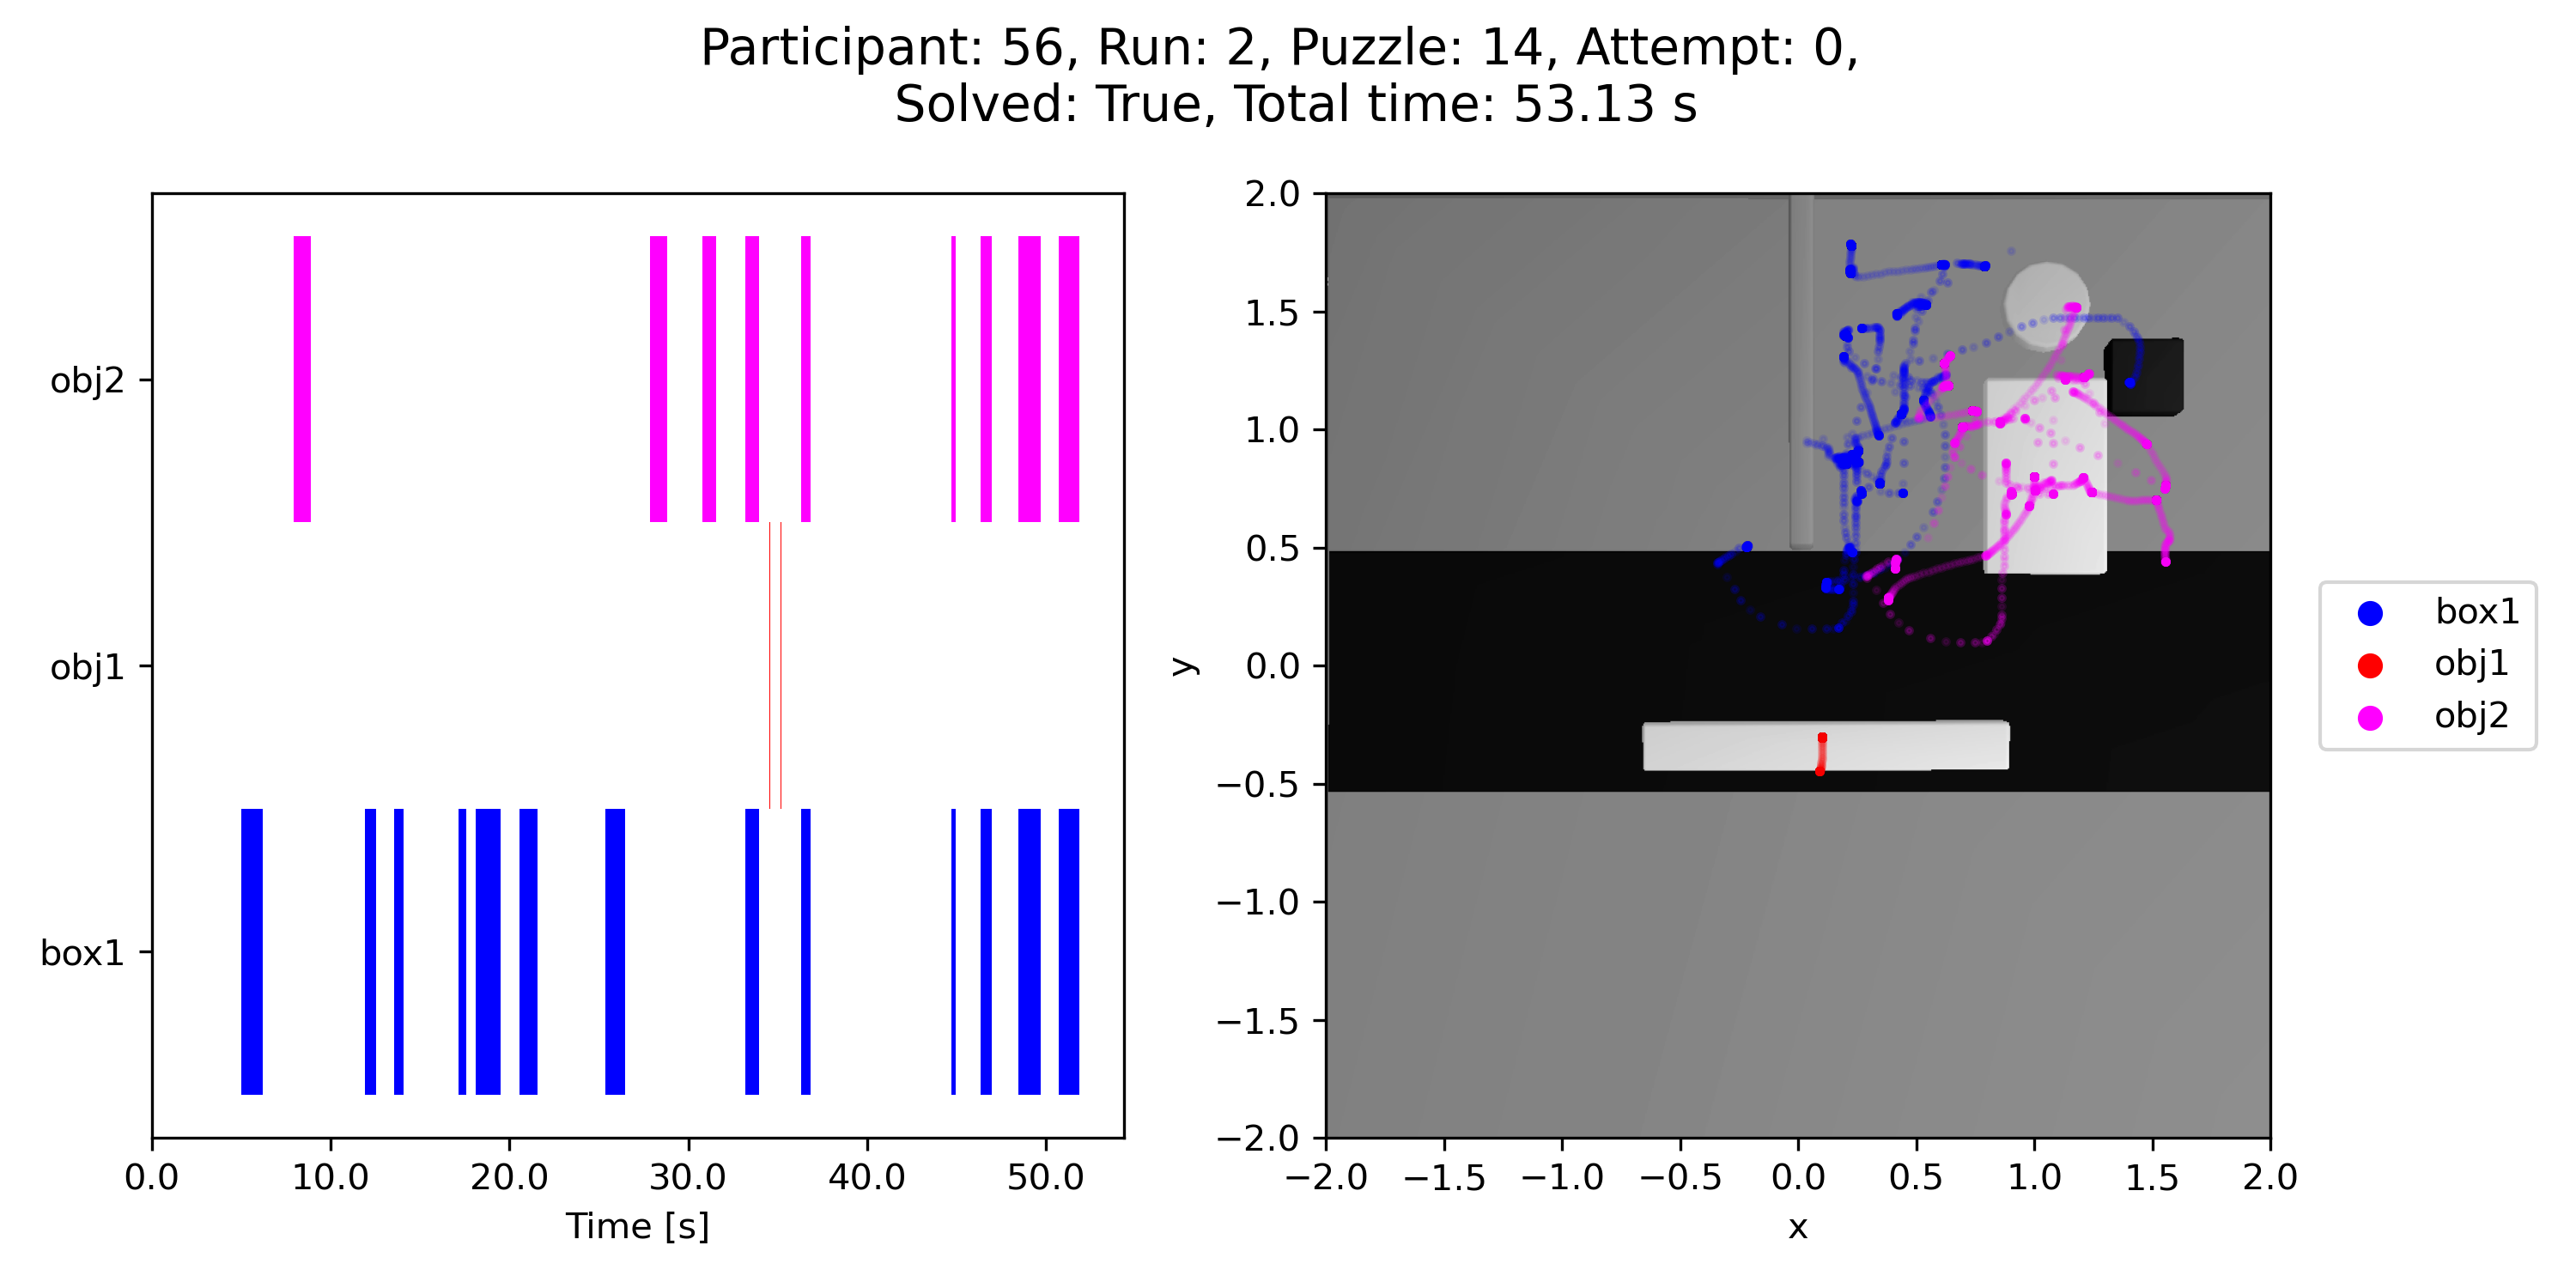 Participant: 56, Run: 2, Puzzle: 14, Attempt: 0,
Solved: True, Total time: 53.13 s
obj2
obj1
box1
0.0 10.0 20.0 30.0 40.0 50.0
Time [s]
2.0
1.5
1.0
0.5
0.0
−0.5
−1.0
−1.5
−2.0
y
−2.0 −1.5 −1.0 −0.5 0.0 0.5 1.0 1.5 2.0
x
box1
obj1
obj2